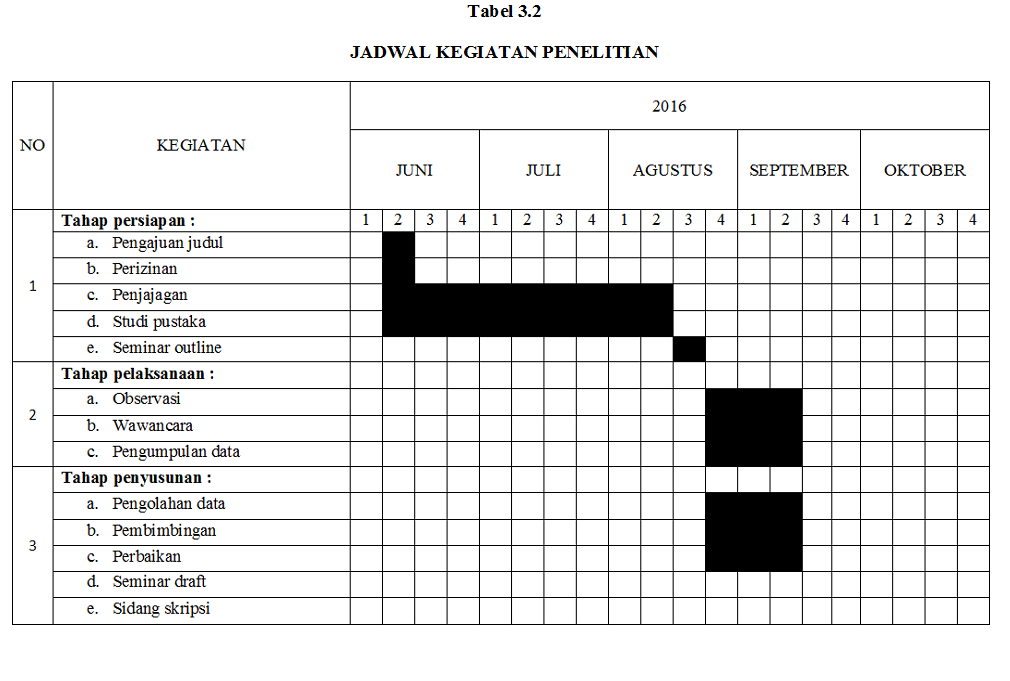 Tabel 3.2
JADWAL KEGIATAN PENELITIAN
NO KEGIATAN 2016
JUNI JULI AGUSTUS SEPTEMBER OKTOBER
Tahap persiapan : 1 2 3 4 1 2 3 4 1 2 3 4 1 2 3 4 1 2 3 4
1
a. Pengajuan judul
b. Perizinan
c. Penjajagan
d. Studi pustaka
e. Seminar outline
2
Tahap pelaksanaan :
a. Observasi
b. Wawancara
c. Pengumpulan data
3
Tahap penyusunan :
a. Pengolahan data
b. Pembimbingan
c. Perbaikan
d. Seminar draft
e. Sidang skripsi